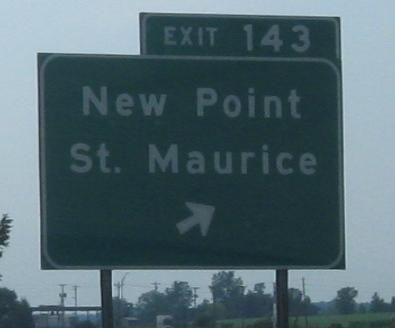 EXIT 143
New Point
St. Maurice